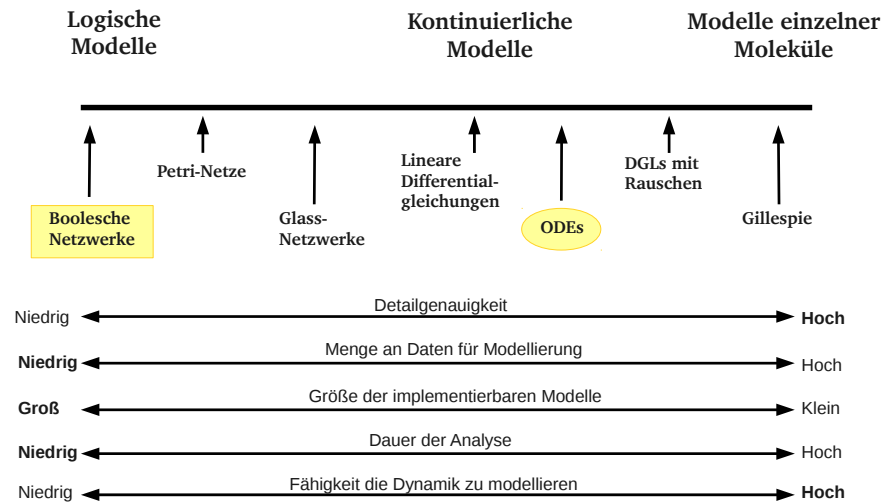 Logische
Modelle
Kontinuierliche
Modelle
Modelle einzelner
Moleküle
Boolesche
Netzwerke
Petri-Netze
Glass-
Netzwerke
Lineare
Differential-
gleichungen
ODEs
DGLs mit
Rauschen
Gillespie
Niedrig
Detailgenauigkeit
Hoch
Niedrig
Menge an Daten für Modellierung
Hoch
Groß
Größe der implementierbaren Modelle
Klein
Niedrig
Dauer der Analyse
Hoch
Niedrig
Fähigkeit die Dynamik zu modellieren
Hoch